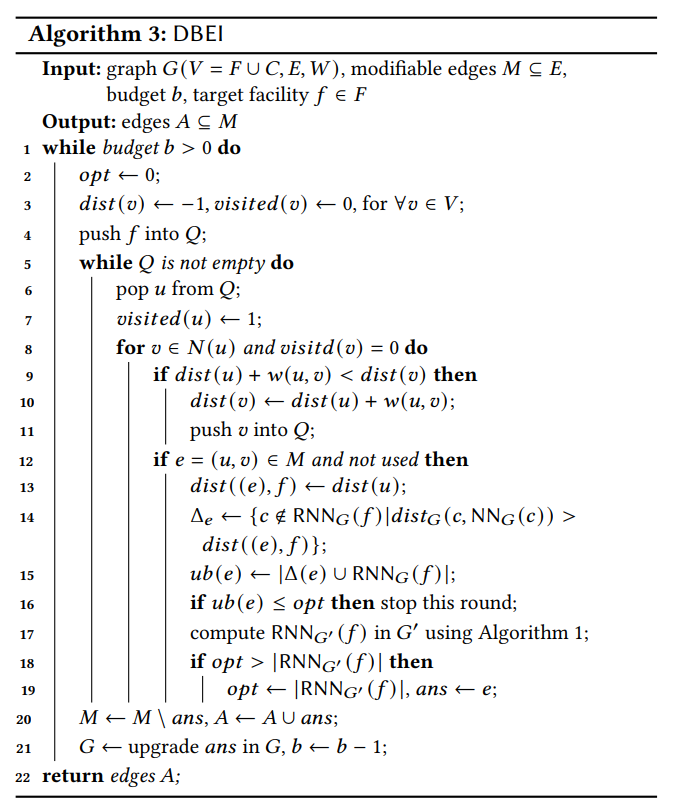 Algorithm 3: DBEI
Input: graph G(V = F ∪ C, E, W), modifiable edges M ⊆ E,
budget b, target facility f ∈ F
Output: edges A ⊆ M
1 while budget b > 0 do
2 opt ← 0;
3 dist(v) ← −1, visited(v) ← 0, for ∀v ∈ V;
4 push f into Q;
5 while Q is not empty do
6 pop u from Q;
7 visited(u) ← 1;
8 for v ∈ N(u) and visitd(v) = 0 do
9 if dist(u) + w(u, v) < dist(v) then
10 dist(v) ← dist(u) + w(u, v);
11 push v into Q;
12 if e = (u, v) ∈ M and not used then
13 dist((e), f) ← dist(u);
14 Δₑ ← {c ∉ RNN_G(f)|dist_G(c, NN_G(c)) >
dist((e), f)};
15 ub(e) ← |Δ(e) ∪ RNN_G(f)|;
16 if ub(e) ≤ opt then stop this round;
17 compute RNN_G′(f) in G′ using Algorithm 1;
18 if opt > |RNN_G′(f)| then
19 opt ← |RNN_G′(f)|, ans ← e;
20 M ← M \ ans, A ← A ∪ ans;
21 G ← upgrade ans in G, b ← b − 1;
22 return edges A;